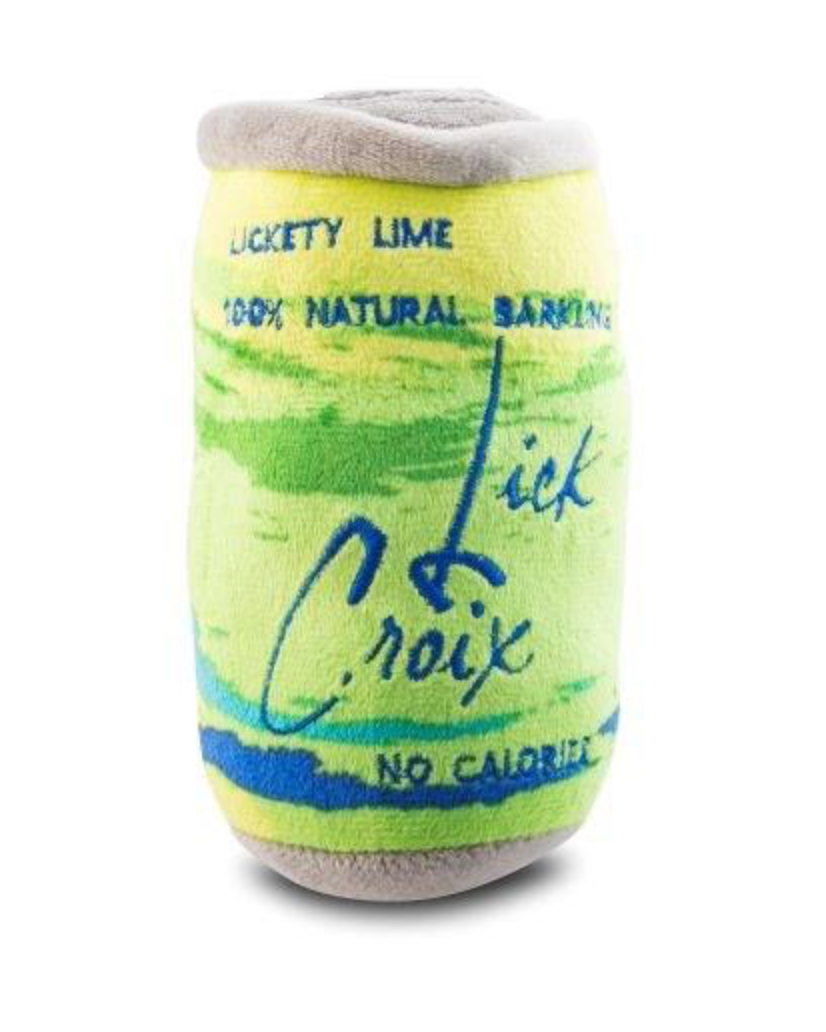 LICKETY LIME
100% NATURAL BARKING
Lick
Croix
NO CALORIES